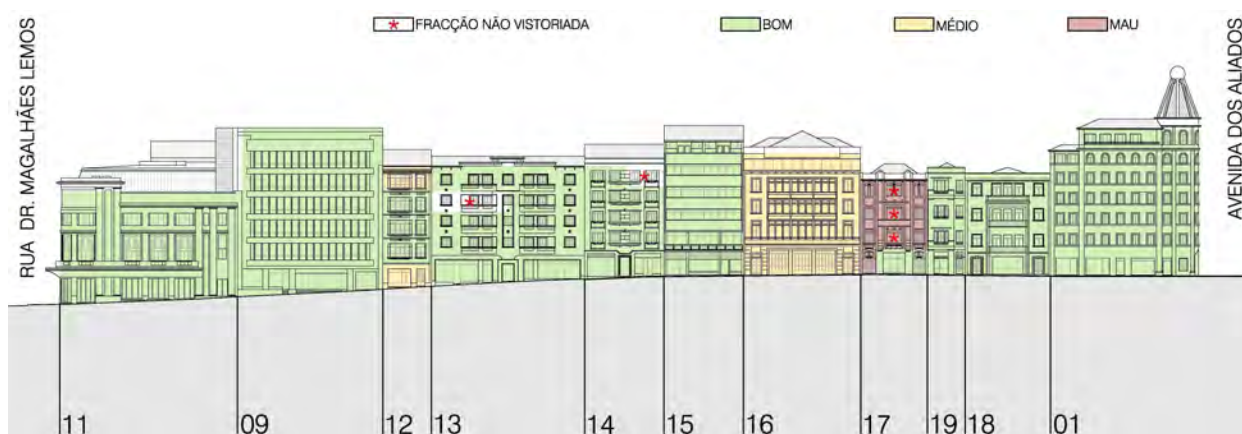 FRACÇÃO NÃO VISTORIADA
BOM
MÉDIO
MAU
RUA DR. MAGALHÃES LEMOS
AVENIDA DOS ALIADOS
11
09
12
13
14
15
16
17
19
18
01